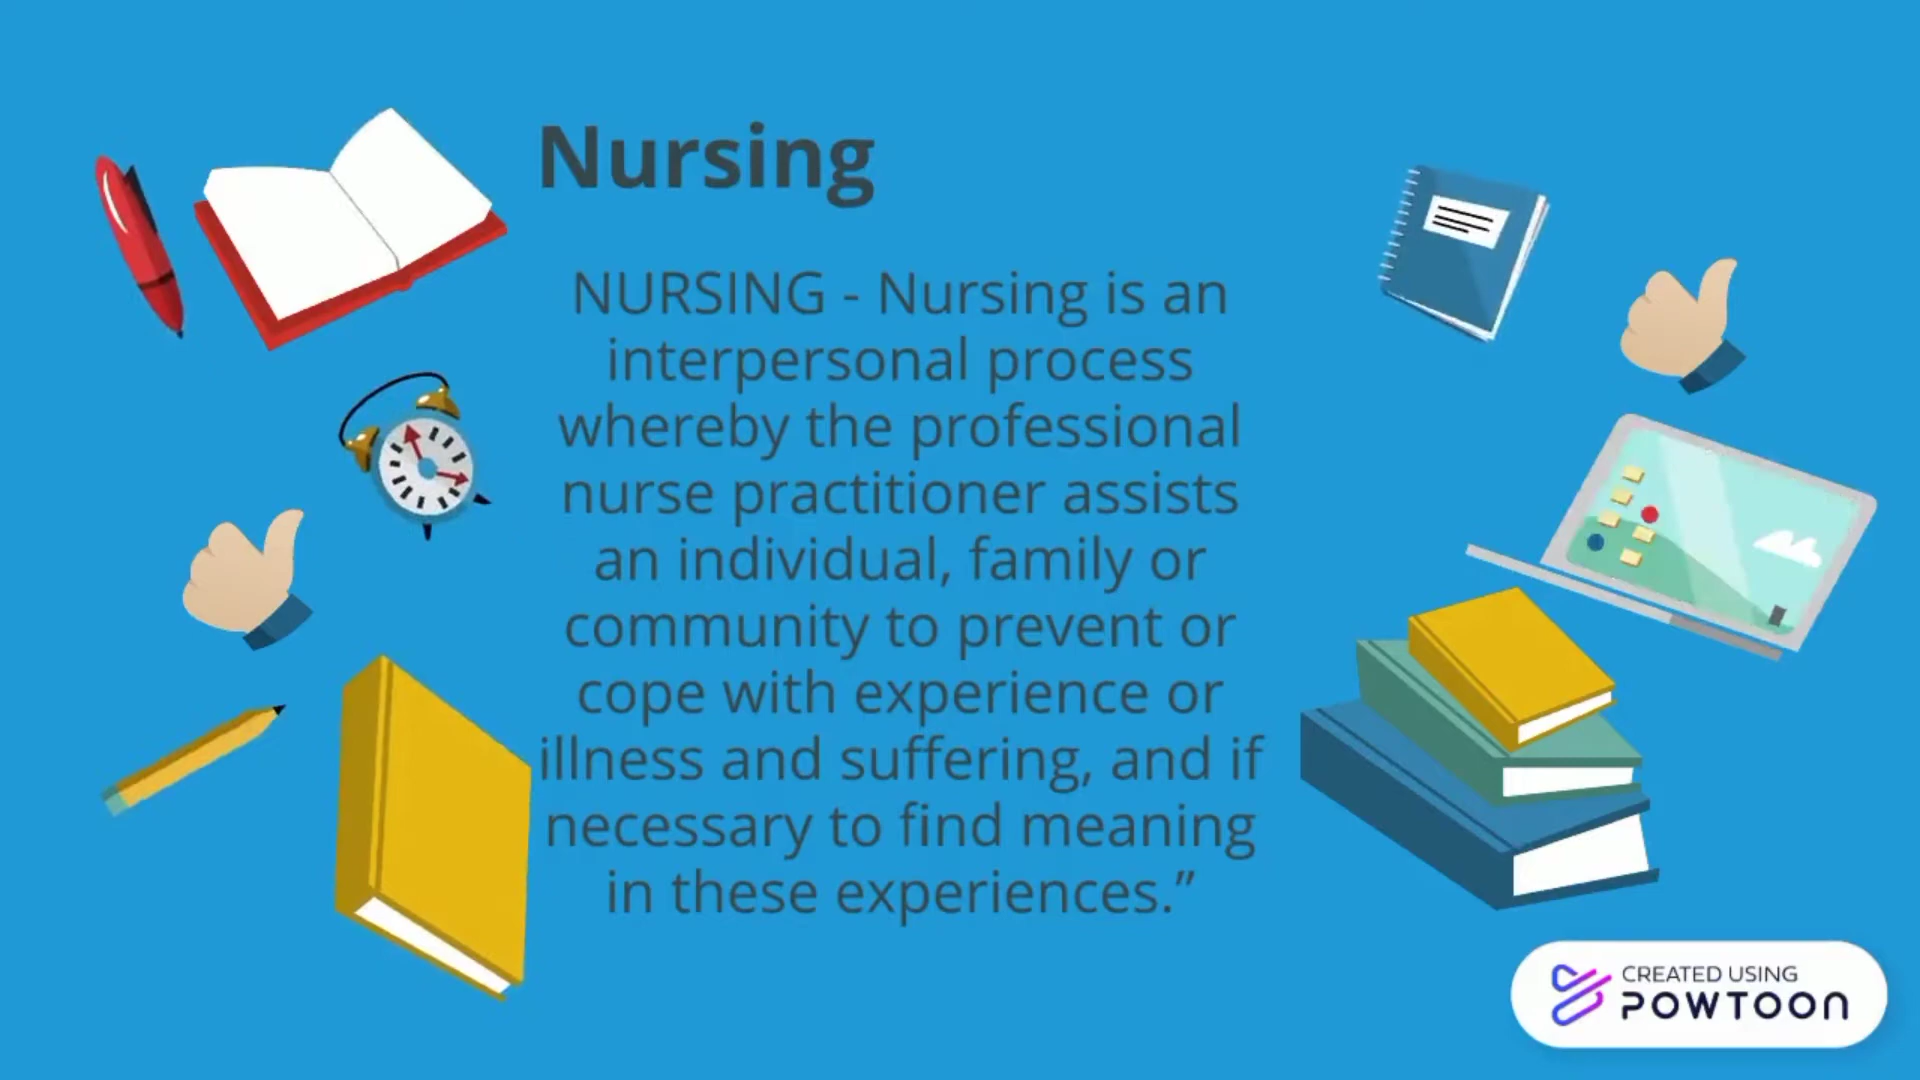 Nursing
NURSING - Nursing is an
interpersonal process
whereby the professional
nurse practitioner assists
an individual, family or
community to prevent or
cope with experience or
illness and suffering, and if
necessary to find meaning
in these experiences.”
CREATED USING
POWTOON